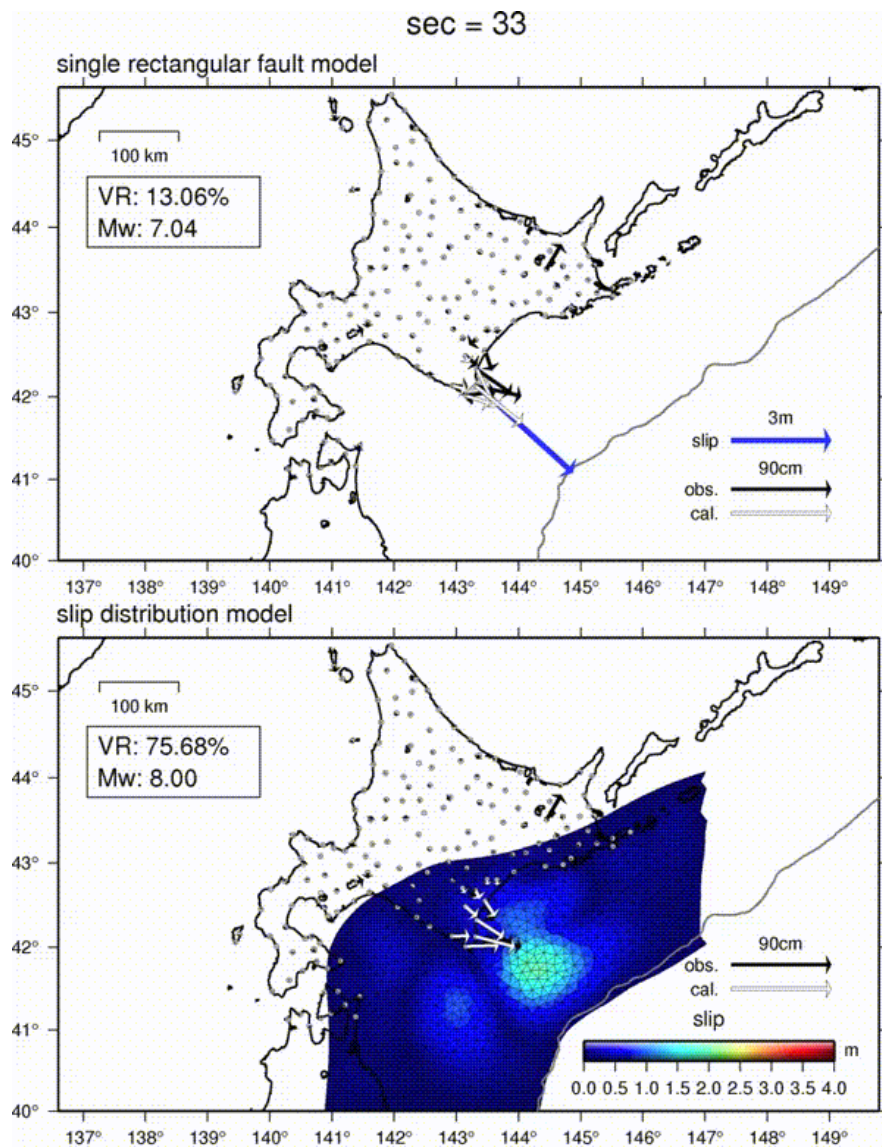 sec = 33
single rectangular fault model
45°
44°
43°
42°
41°
40°
100 km
VR: 13.06%
Mw: 7.04
3m
slip
90cm
obs.
cal.
137° 138° 139° 140° 141° 142° 143° 144° 145° 146° 147° 148° 149°
slip distribution model
45°
44°
43°
42°
41°
40°
100 km
VR: 75.68%
Mw: 8.00
90cm
obs.
cal.
slip
m
0.0 0.5 1.0 1.5 2.0 2.5 3.0 3.5 4.0
137° 138° 139° 140° 141° 142° 143° 144° 145° 146° 147° 148° 149°